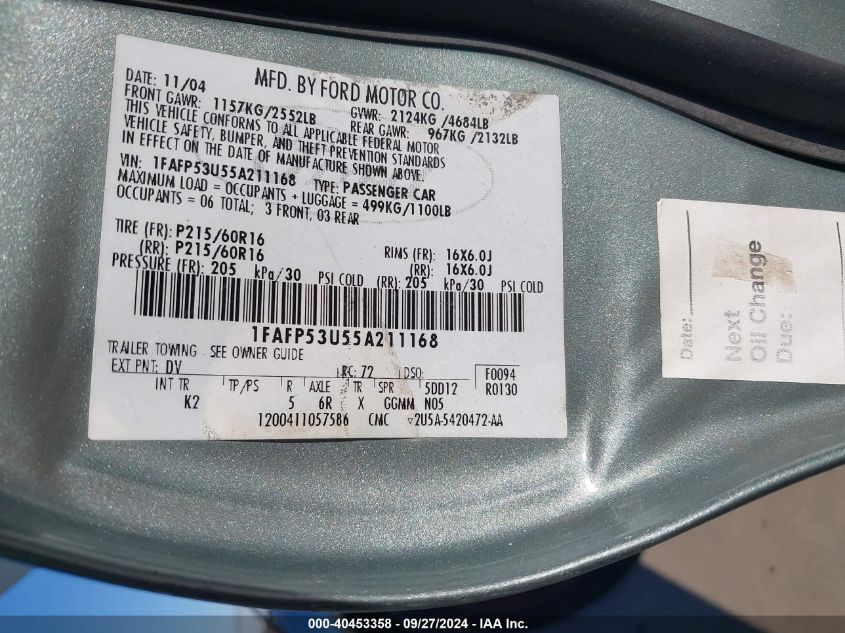 DATE: 11/04 MFD. BY FORD MOTOR CO.
FRONT GAWR: 1157KG/2552LB GVWR: 2124KG/4684LB
REAR GAWR: 967KG/2132LB
THIS VEHICLE CONFORMS TO ALL APPLICABLE FEDERAL MOTOR
VEHICLE SAFETY, BUMPER, AND THEFT PREVENTION STANDARDS
IN EFFECT ON THE DATE OF MANUFACTURE SHOWN ABOVE.
VIN: 1FAFP53U55A211168 TYPE: PASSENGER CAR
MAXIMUM LOAD = OCCUPANTS + LUGGAGE = 499KG/1100LB
OCCUPANTS = 06 TOTAL; 3 FRONT, 03 REAR
TIRE (FR): P215/60R16 RIMS (FR): 16X6.0J
(RR): P215/60R16 (RR): 16X6.0J
PRESSURE (FR): 205 kPa/30 PSI COLD (RR): 205 kPa/30 PSI COLD
1FAFP53U55A211168
TRAILER TOWING - SEE OWNER GUIDE
EXT PNT: DV RC: 72 DSO: F0094
INT TR TP/PS R AXLE TR SPR 5DD12 R0130
K2 5 6R X GGMM N05
1200411057586 CMC ▽2U5A-5420472-AA
Date:
Next
Oil Change
Due:
000-40453358 - 09/27/2024 - IAA Inc.